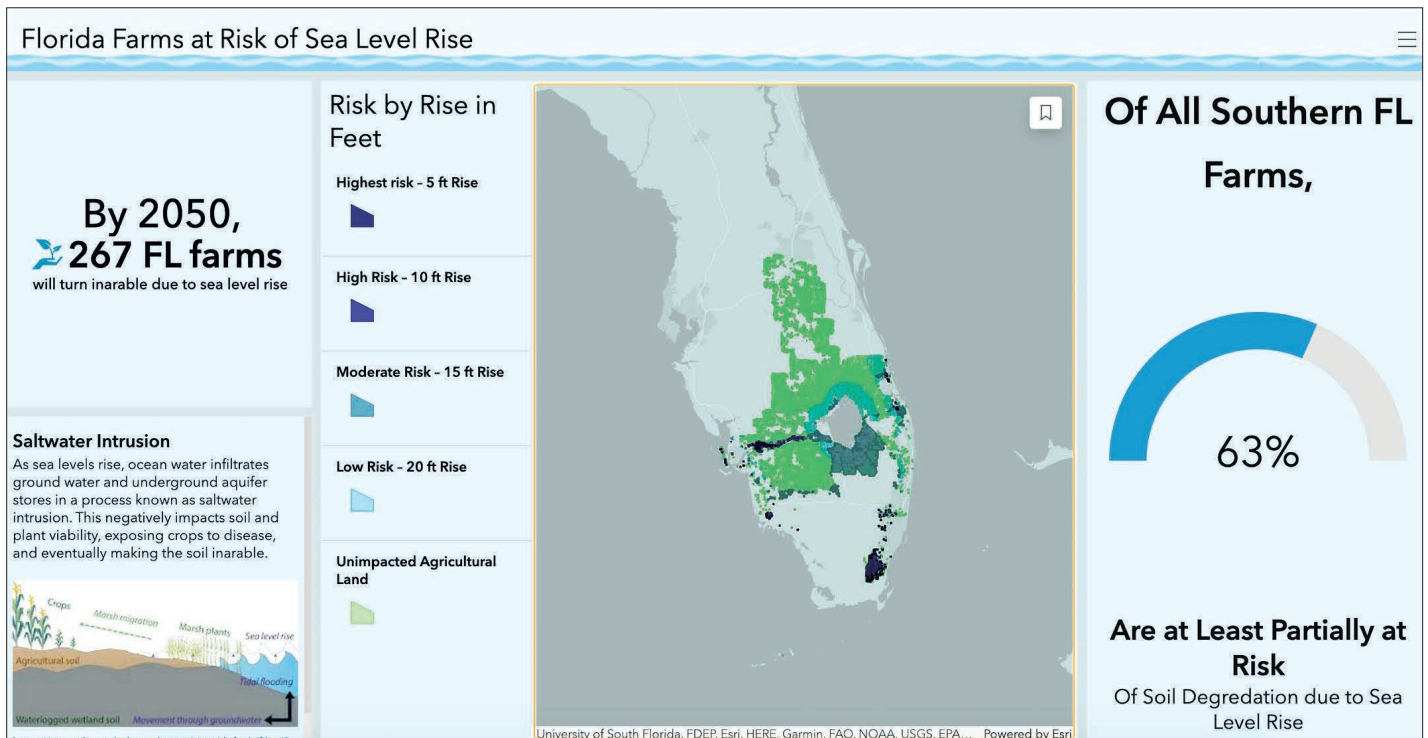 Florida Farms at Risk of Sea Level Rise
By 2050,
267 FL farms
will turn inarable due to sea level rise
Saltwater Intrusion
As sea levels rise, ocean water infiltrates
ground water and underground aquifer
stores in a process known as saltwater
intrusion. This negatively impacts soil and
plant viability, exposing crops to disease,
and eventually making the soil inarable.
Crops
Marsh migration
Marsh plants
Sea level rise
Agricultural soil
Tidal flooding
Waterlogged wetland soil
Movement through groundwater
Risk by Rise in
Feet
Highest risk – 5 ft Rise
High Risk – 10 ft Rise
Moderate Risk – 15 ft Rise
Low Risk – 20 ft Rise
Unimpacted Agricultural
Land
University of South Florida, FDEP, Esri, HERE, Garmin, FAO, NOAA, USGS, EPA... Powered by Esri
Of All Southern FL
Farms,
63%
Are at Least Partially at
Risk
Of Soil Degredation due to Sea
Level Rise